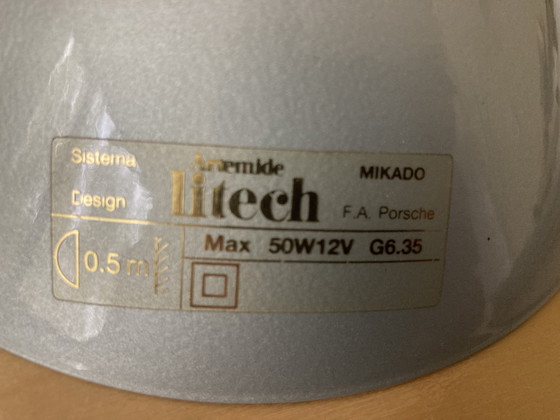 Sistema
Design
Artemide
litech
MIKADO
F.A. Porsche
0.5 m
Max 50W12V G6.35